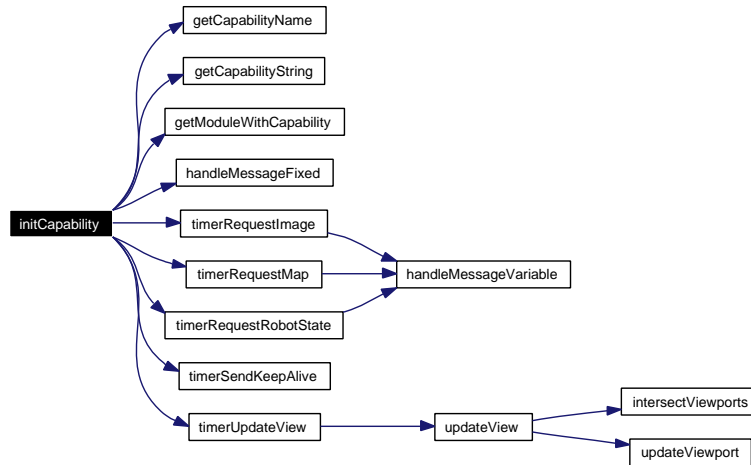 getCapabilityName
getCapabilityString
getModuleWithCapability
handleMessageFixed
initCapability
timerRequestImage
timerRequestMap
handleMessageVariable
timerRequestRobotState
timerSendKeepAlive
intersectViewports
timerUpdateView
updateView
updateViewport